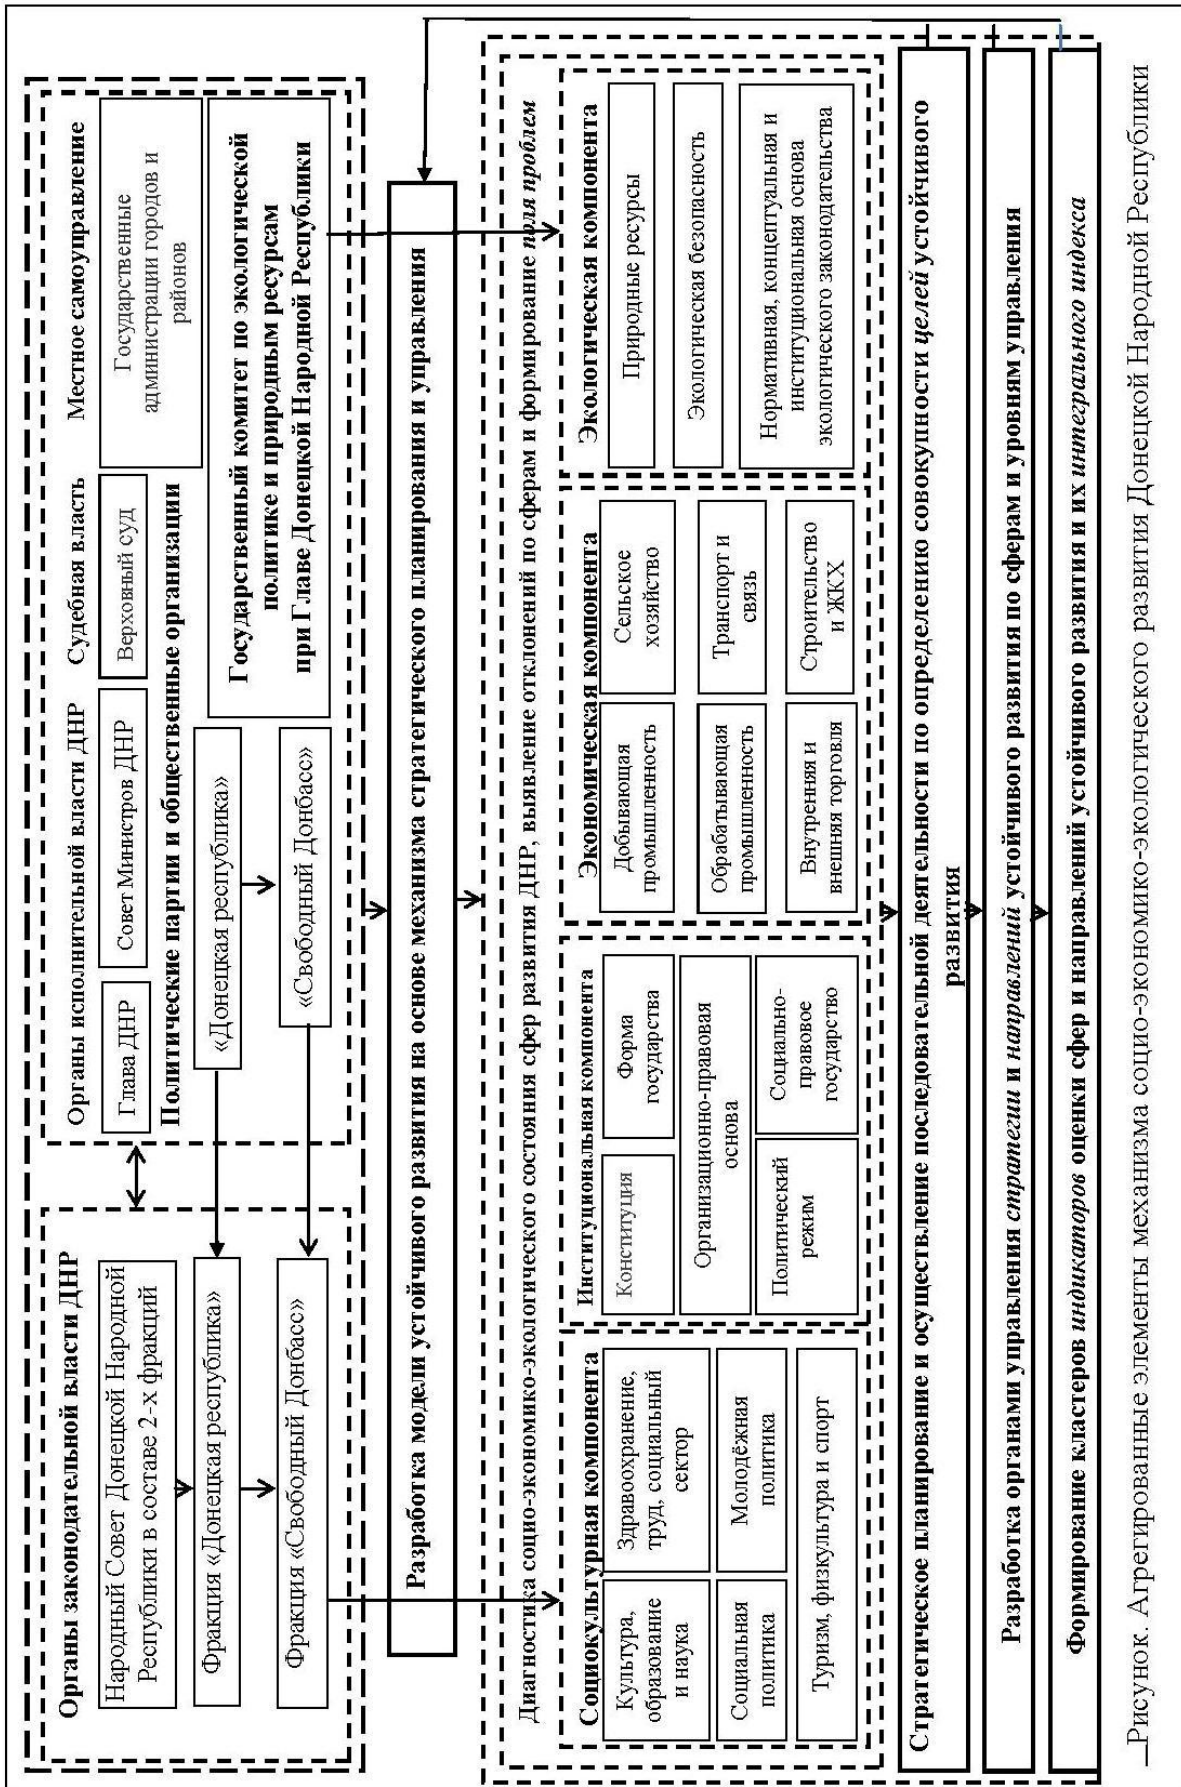 Органы законодательной власти ДНР
Народный Совет Донецкой Народной
Республики в составе 2-х фракций
Фракция «Донецкая республика»
Фракция «Свободный Донбасс»
Органы исполнительной власти ДНР
Глава ДНР
Совет Министров ДНР
Судебная власть
Верховный суд
Местное самоуправление
Государственные
администрации городов и
районов
Политические партии и общественные организации
«Донецкая республика»
«Свободный Донбасс»
Государственный комитет по экологической
политике и природным ресурсам
при Главе Донецкой Народной Республики
Разработка модели устойчивого развития на основе механизма стратегического планирования и управления
Диагностика социо-экономико-экологического состояния сфер развития ДНР, выявление отклонений по сферам и формирование поля проблем
Социокультурная компонента
Культура,
образование
и наука
Здравоохранение,
труд, социальный
сектор
Социальная
политика
Молодёжная
политика
Туризм, физкультура и спорт
Институциональная компонента
Конституция
Форма
государства
Организационно-правовая
основа
Политический
режим
Социально-
правовое
государство
Экономическая компонента
Добывающая
промышленность
Сельское
хозяйство
Обрабатывающая
промышленность
Транспорт и
связь
Внутренняя и
внешняя торговля
Строительство
и ЖКХ
Экологическая компонента
Природные ресурсы
Экологическая безопасность
Нормативная, концептуальная и
институциональная основа
экологического законодательства
Стратегическое планирование и осуществление последовательной деятельности по определению совокупности целей устойчивого
развития
Разработка органами управления стратегии и направлений устойчивого развития по сферам и уровням управления
Формирование кластеров индикаторов оценки сфер и направлений устойчивого развития и их интегрального индекса
Рисунок. Агрегированные элементы механизма социо-экономико-экологического развития Донецкой Народной Республики